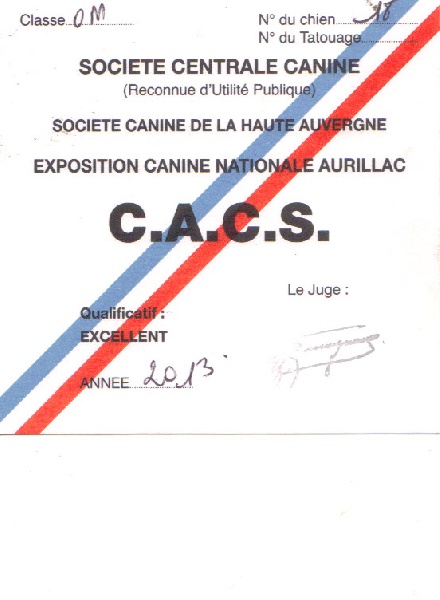 Classe OM N° du chien 18
N° du Tatouage
SOCIETE CENTRALE CANINE
(Reconnue d'Utilité Publique)
SOCIETE CANINE DE LA HAUTE AUVERGNE
EXPOSITION CANINE NATIONALE AURILLAC
C.A.C.S.
Le Juge :
Qualificatif :
EXCELLENT
ANNEE 2013